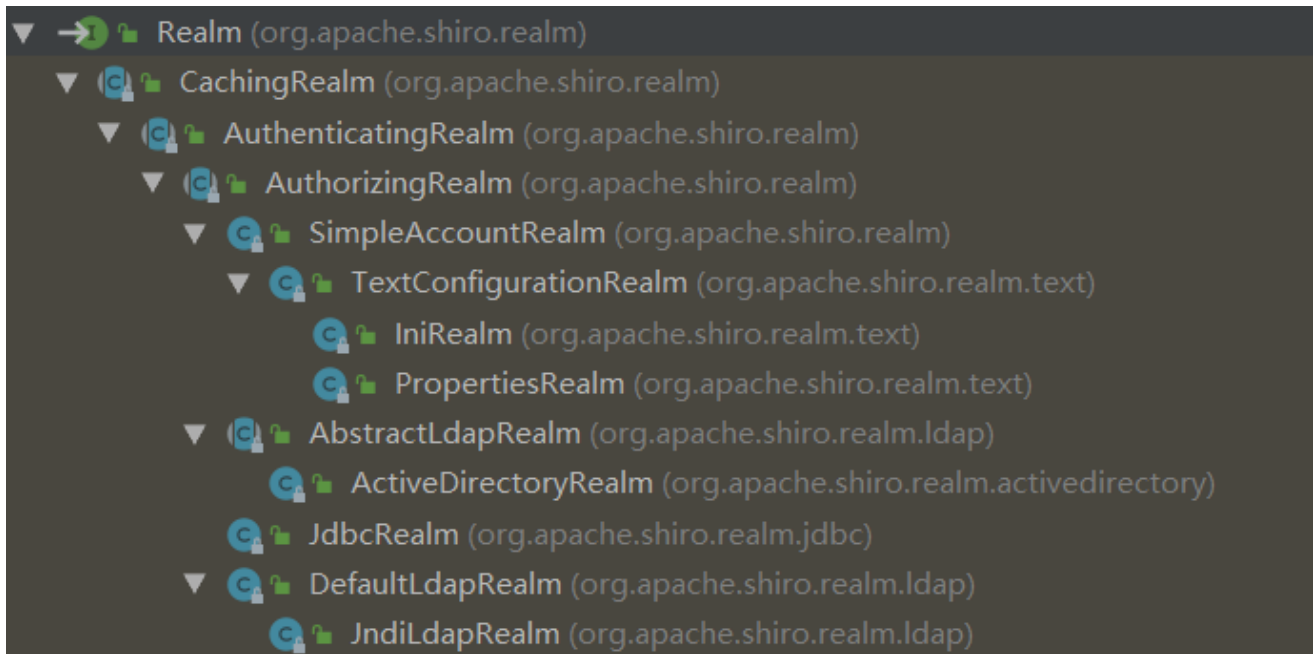 Realm (org.apache.shiro.realm)
CachingRealm (org.apache.shiro.realm)
AuthenticatingRealm (org.apache.shiro.realm)
AuthorizingRealm (org.apache.shiro.realm)
SimpleAccountRealm (org.apache.shiro.realm)
TextConfigurationRealm (org.apache.shiro.realm.text)
IniRealm (org.apache.shiro.realm.text)
PropertiesRealm (org.apache.shiro.realm.text)
AbstractLdapRealm (org.apache.shiro.realm.ldap)
ActiveDirectoryRealm (org.apache.shiro.realm.activedirectory)
JdbcRealm (org.apache.shiro.realm.jdbc)
DefaultLdapRealm (org.apache.shiro.realm.ldap)
JndiLdapRealm (org.apache.shiro.realm.ldap)